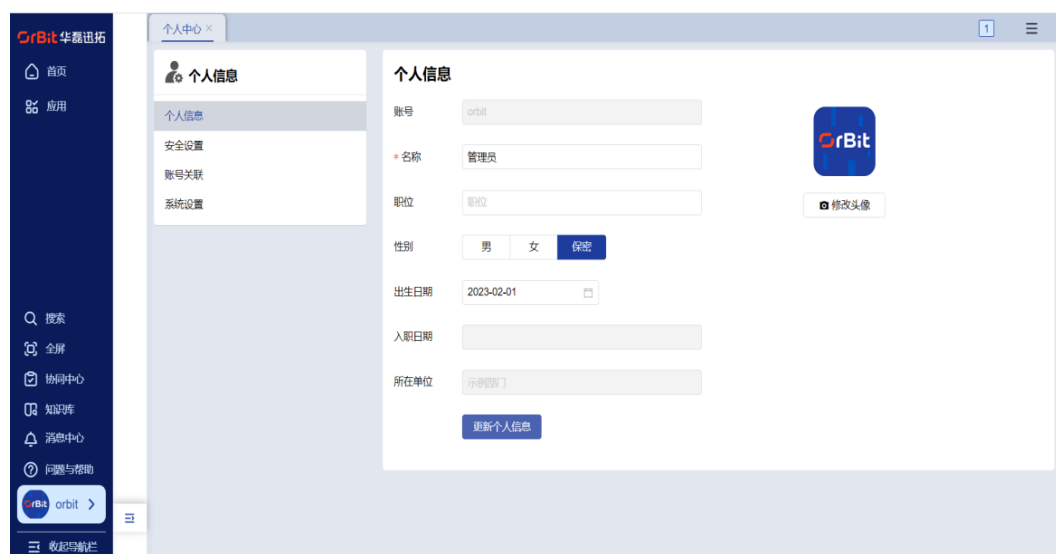 OrBit 华磊迅拓
首页
应用
搜索
全屏
协同中心
知识库
消息中心
问题与帮助
OrBit orbit
收起导航栏
个人中心
1
个人信息
个人信息
安全设置
账号关联
系统设置
个人信息
账号 orbit
* 名称 管理员
职位 职位
性别 男 女 保密
出生日期 2023-02-01
入职日期
所在单位 示例部门
更新个人信息
OrBit
修改头像